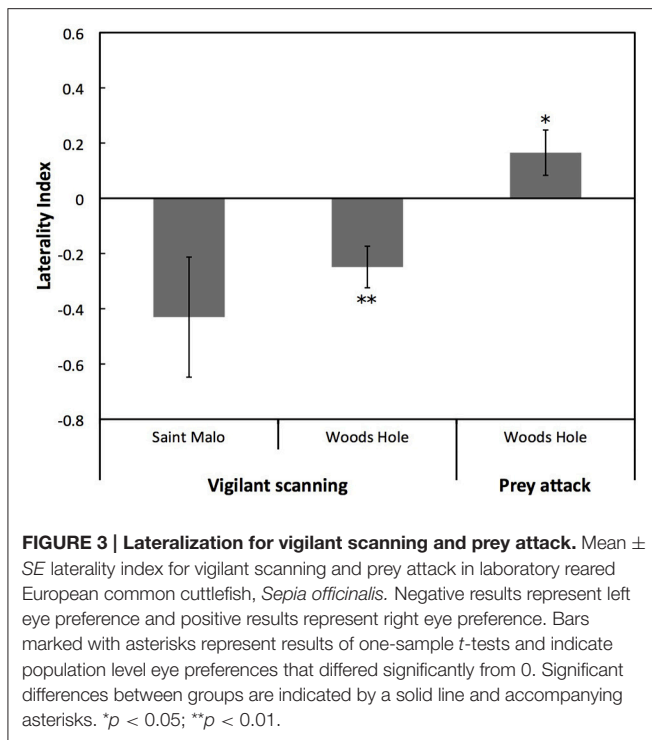 0.6
0.4
0.2
0
-0.2
-0.4
-0.6
-0.8
Laterality Index
*
**
Saint Malo Woods Hole Woods Hole
Vigilant scanning Prey attack
FIGURE 3 | Lateralization for vigilant scanning and prey attack. Mean ±
SE laterality index for vigilant scanning and prey attack in laboratory reared
European common cuttlefish, Sepia officinalis. Negative results represent left
eye preference and positive results represent right eye preference. Bars
marked with asterisks represent results of one-sample t-tests and indicate
population level eye preferences that differed significantly from 0. Significant
differences between groups are indicated by a solid line and accompanying
asterisks. *p < 0.05; **p < 0.01.